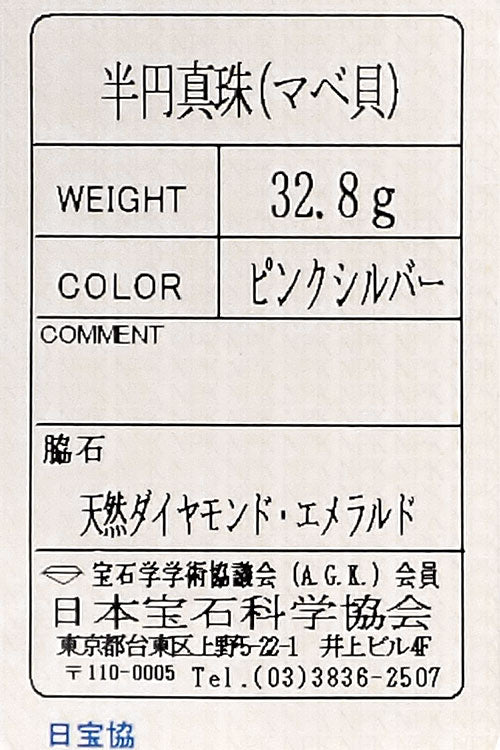 半円真珠(マベ貝)
WEIGHT 32.8g
COLOR ピンクシルバー
COMMENT
脇石
天然ダイヤモンド・エメラルド
宝石学学術協議会 (A.G.K.) 会員
日本宝石科学協会
東京都台東区上野5-22-1 井上ビル4F
〒110-0005 Tel.(03)3836-2507
日宝協